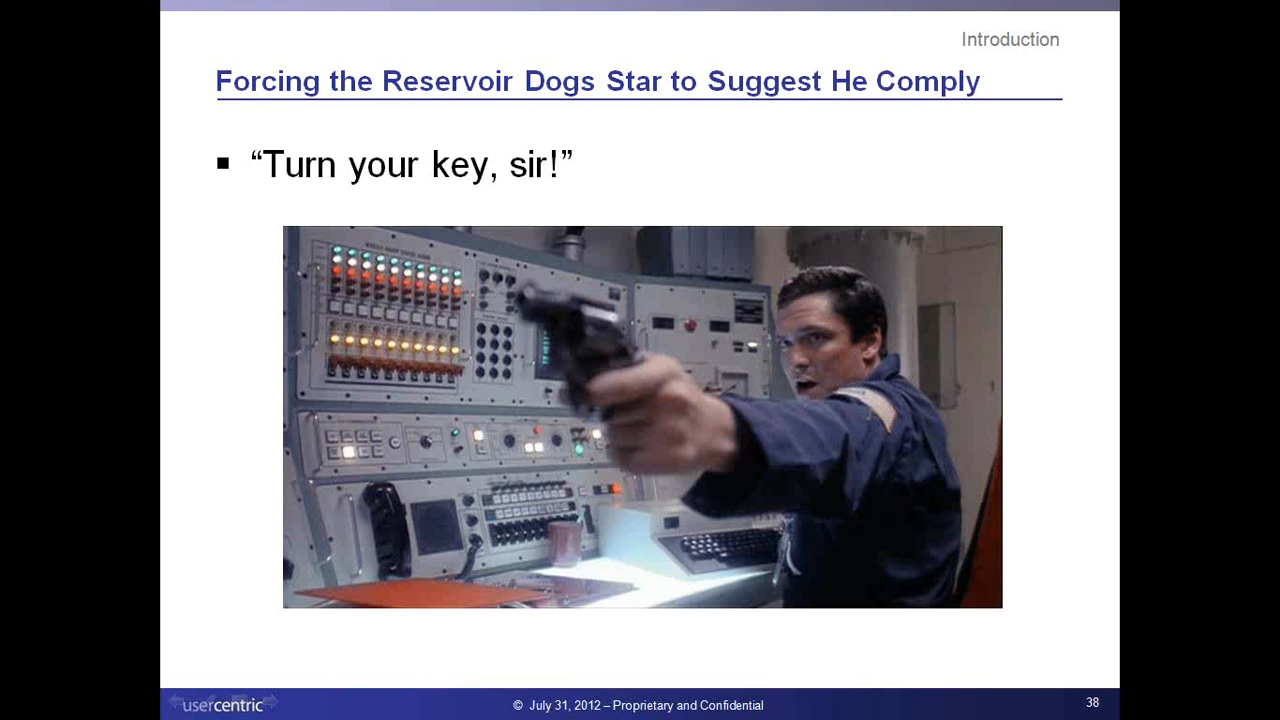 Introduction
Forcing the Reservoir Dogs Star to Suggest He Comply
▪ “Turn your key, sir!”
usercentric
© July 31, 2012 – Proprietary and Confidential
38